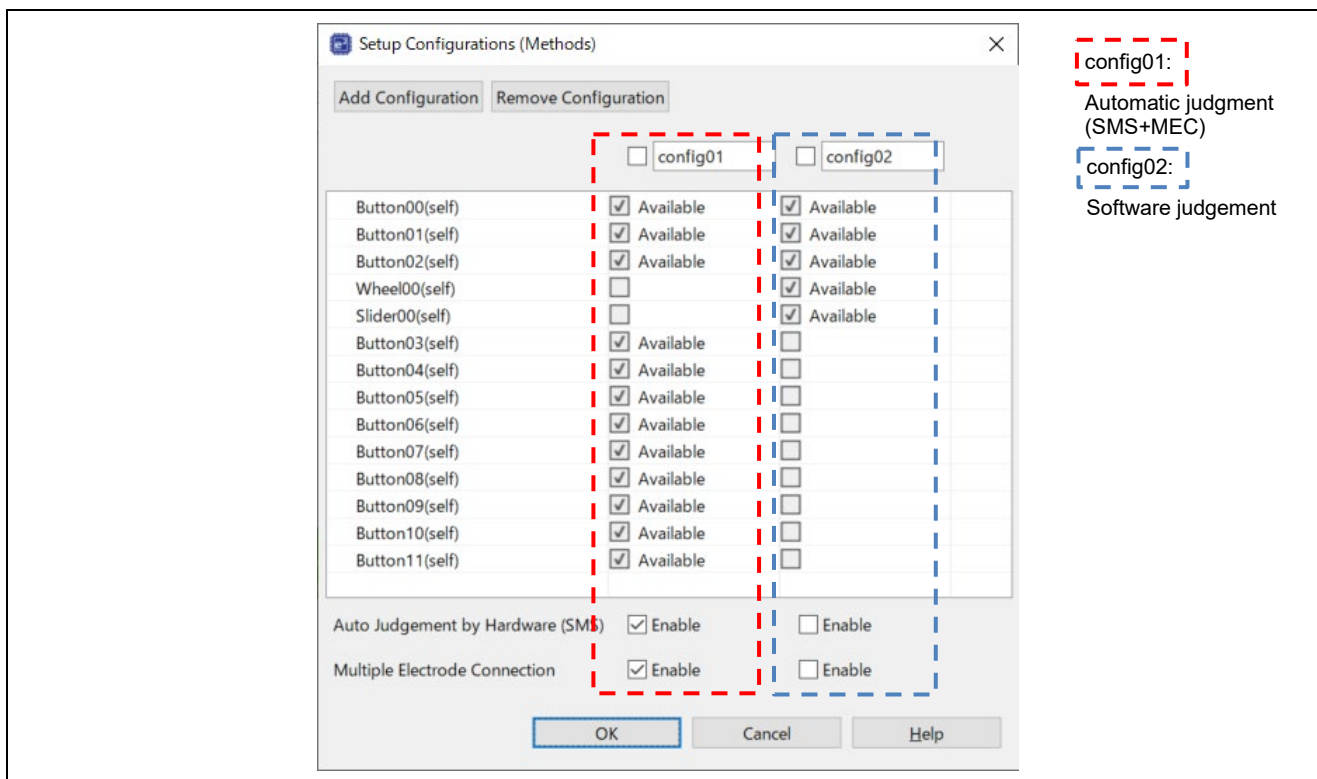 Setup Configurations (Methods)
Add Configuration Remove Configuration
config01 config02
Button00(self) Available Available
Button01(self) Available Available
Button02(self) Available Available
Wheel00(self) Available
Slider00(self) Available
Button03(self) Available
Button04(self) Available
Button05(self) Available
Button06(self) Available
Button07(self) Available
Button08(self) Available
Button09(self) Available
Button10(self) Available
Button11(self) Available
Auto Judgement by Hardware (SMS) Enable Enable
Multiple Electrode Connection Enable Enable
OK Cancel Help
config01:
Automatic judgment
(SMS+MEC)
config02:
Software judgement